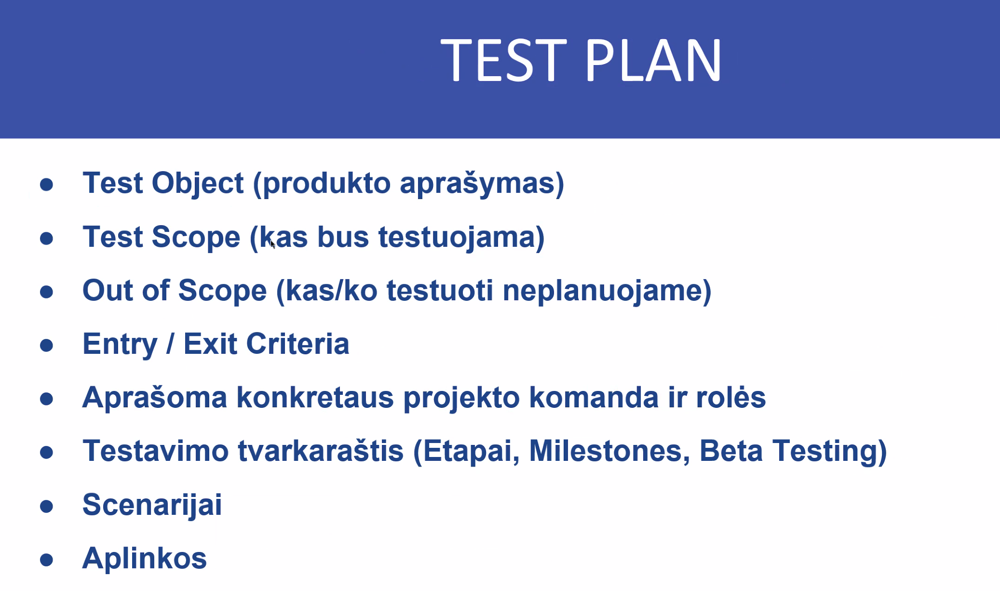 TEST PLAN
● Test Object (produkto aprašymas)
● Test Scope (kas bus testuojama)
● Out of Scope (kas/ko testuoti neplanuojame)
● Entry / Exit Criteria
● Aprašoma konkretaus projekto komanda ir rolės
● Testavimo tvarkaraštis (Etapai, Milestones, Beta Testing)
● Scenarijai
● Aplinkos